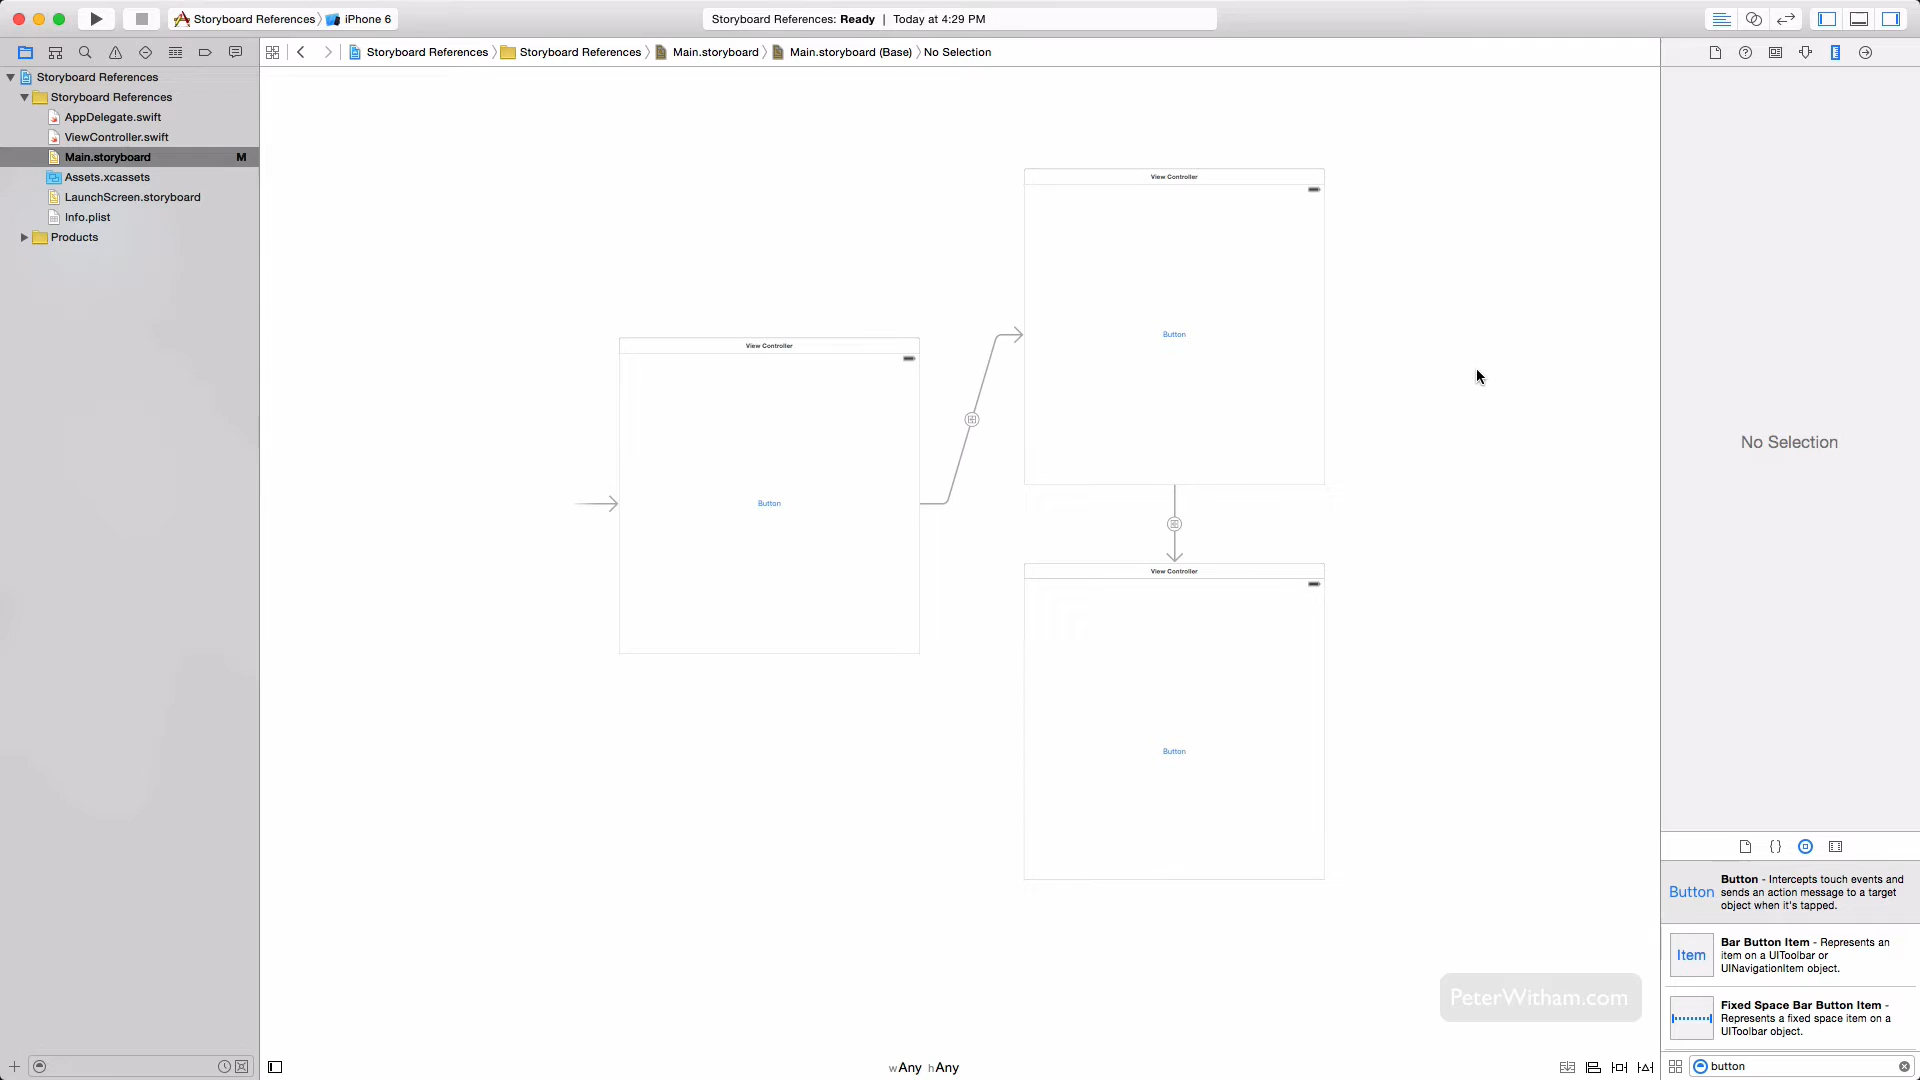 Storyboard References iPhone 6
Storyboard References: Ready | Today at 4:29 PM
Storyboard References Storyboard References Main.storyboard Main.storyboard (Base) No Selection
Storyboard References
Storyboard References
AppDelegate.swift
ViewController.swift
Main.storyboard M
Assets.xcassets
LaunchScreen.storyboard
Info.plist
Products
View Controller
Button
View Controller
Button
View Controller
Button
No Selection
Button
Button - Intercepts touch events and
sends an action message to a target
object when it's tapped.
Item
Bar Button Item - Represents an
item on a UIToolbar or
UINavigationItem object.
Fixed Space Bar Button Item -
Represents a fixed space item on a
UIToolbar object.
PeterWitham.com
wAny hAny
button